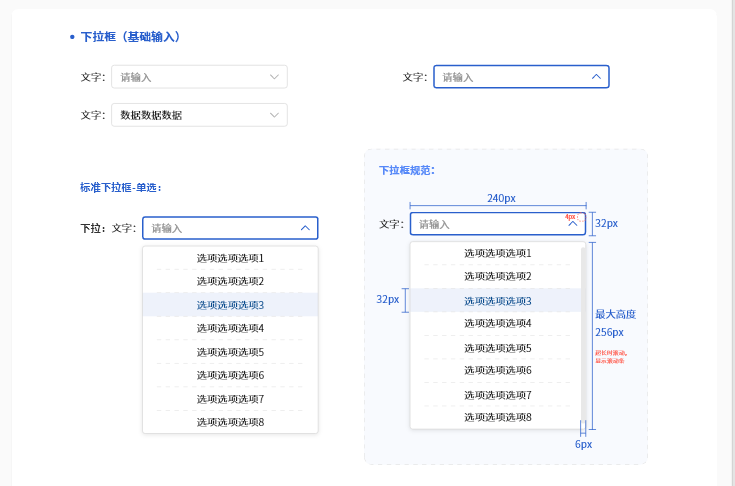 • 下拉框（基础输入）
文字： 请输入
文字： 请输入
文字： 数据数据数据
标准下拉框-单选：
下拉：文字： 请输入
选项选项选项1
选项选项选项2
选项选项选项3
选项选项选项4
选项选项选项5
选项选项选项6
选项选项选项7
选项选项选项8
下拉框规范：
240px
文字： 请输入
4px
32px
选项选项选项1
选项选项选项2
32px
选项选项选项3
选项选项选项4
选项选项选项5
选项选项选项6
选项选项选项7
选项选项选项8
最大高度
256px
超长时滚动，
显示滚动条
6px